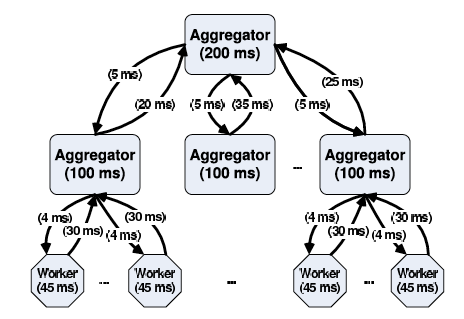 Aggregator
(200 ms)
(5 ms)
(20 ms)
(5 ms)
(35 ms)
(5 ms)
(25 ms)
Aggregator
(100 ms)
Aggregator
(100 ms)
...
Aggregator
(100 ms)
(4 ms)
(30 ms)
(4 ms)
(30 ms)
(4 ms)
(30 ms)
(4 ms)
(30 ms)
Worker
(45 ms)
...
Worker
(45 ms)
...
Worker
(45 ms)
...
Worker
(45 ms)